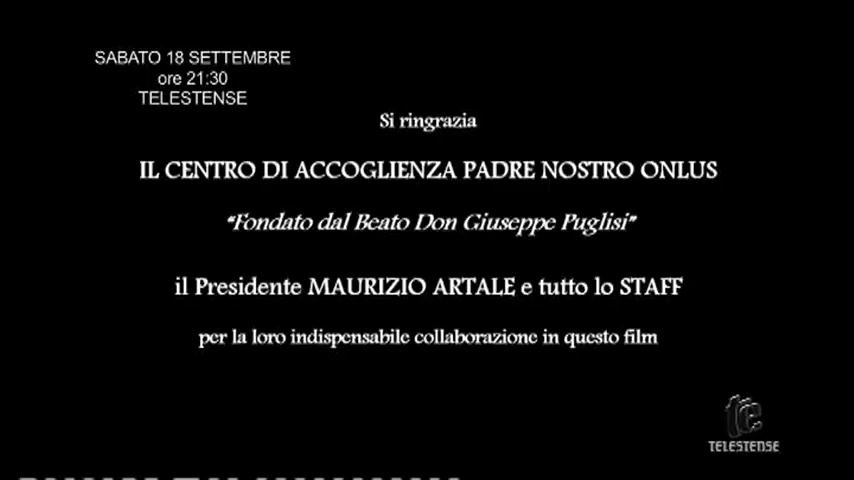 SABATO 18 SETTEMBRE
ore 21:30
TELESTENSE
Si ringrazia
IL CENTRO DI ACCOGLIENZA PADRE NOSTRO ONLUS
“Fondato dal Beato Don Giuseppe Puglisi”
il Presidente MAURIZIO ARTALE e tutto lo STAFF
per la loro indispensabile collaborazione in questo film
te
TELESTENSE